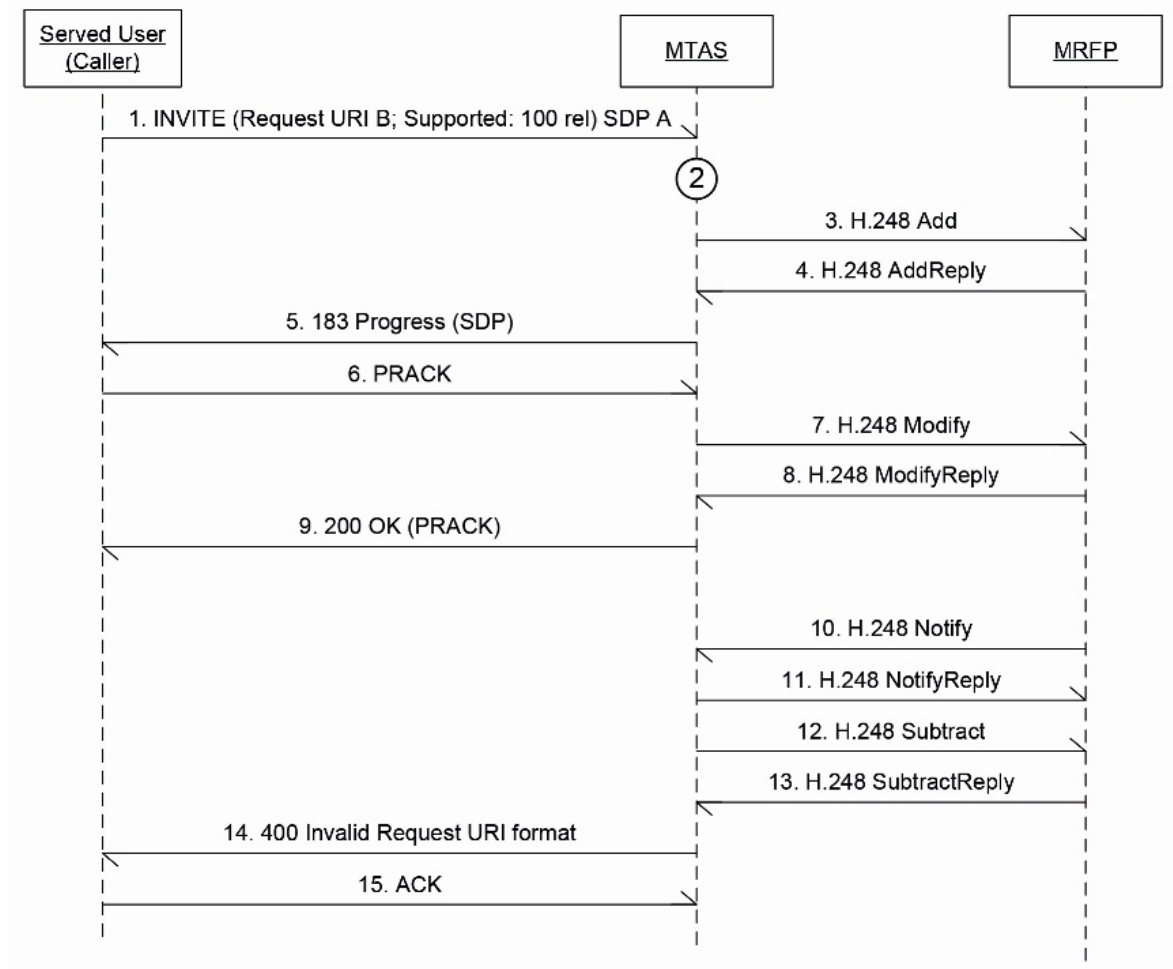 Served User
(Caller)
MTAS
MRFP
1. INVITE (Request URI B; Supported: 100 rel) SDP A
2
3. H.248 Add
4. H.248 AddReply
5. 183 Progress (SDP)
6. PRACK
7. H.248 Modify
8. H.248 ModifyReply
9. 200 OK (PRACK)
10. H.248 Notify
11. H.248 NotifyReply
12. H.248 Subtract
13. H.248 SubtractReply
14. 400 Invalid Request URI format
15. ACK